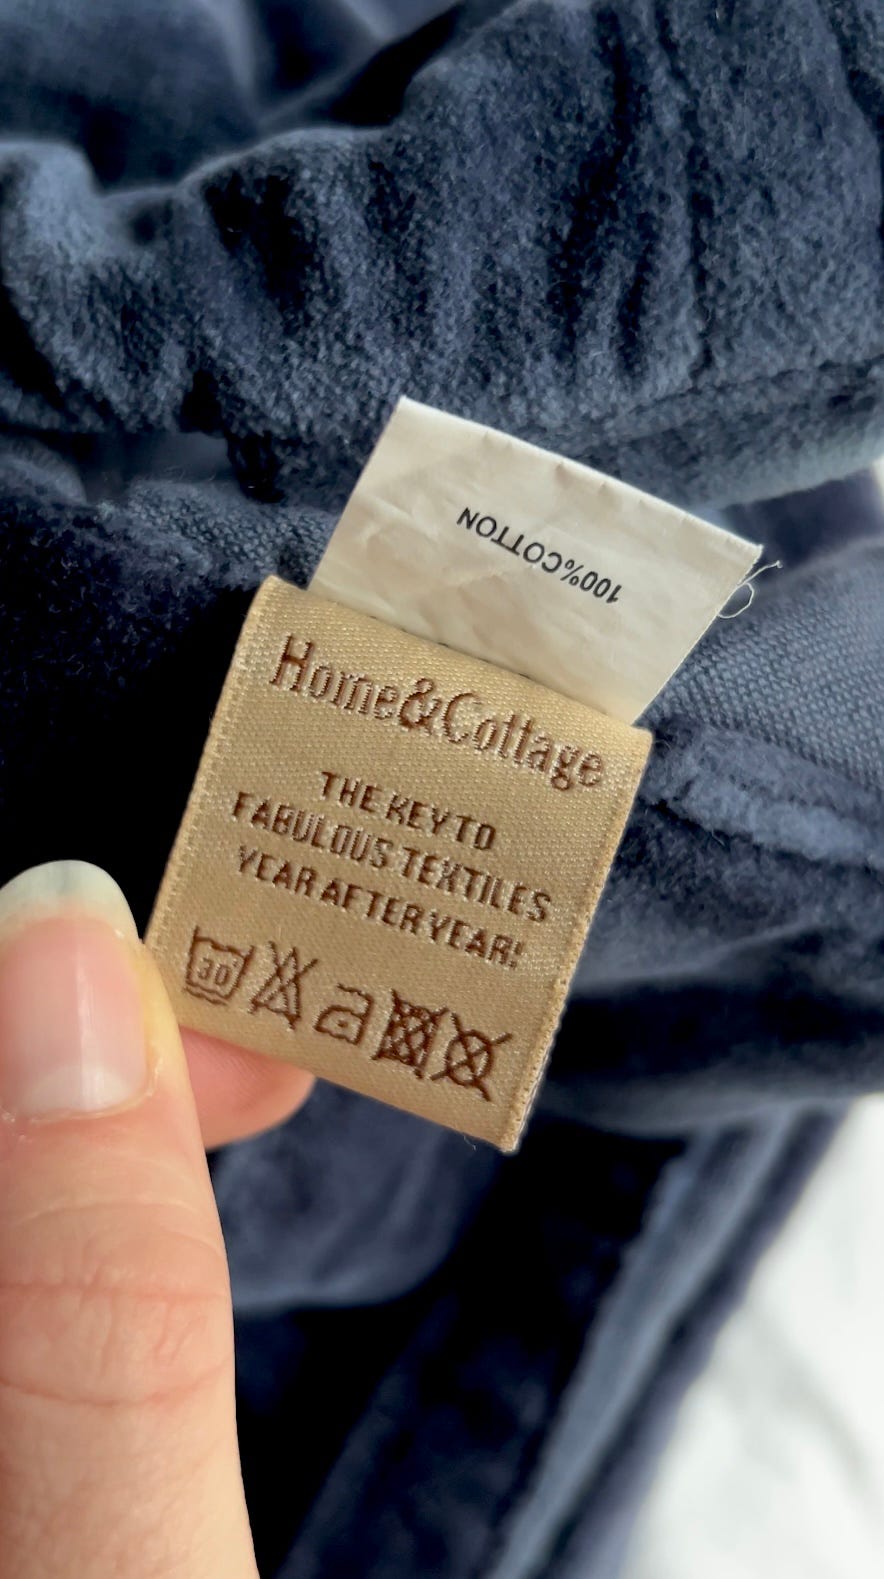 100%COTTON
Home&Cottage
THE KEY TO
FABULOUS TEXTILES
YEAR AFTER YEAR!
30